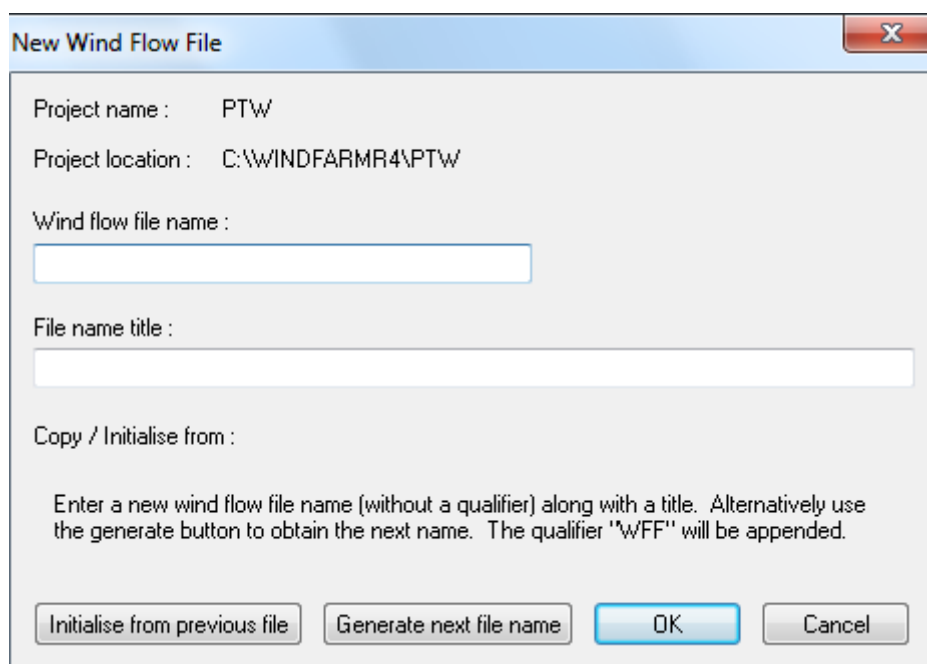 New Wind Flow File
Project name : PTW
Project location : C:\WINDFARMR4\PTW
Wind flow file name :
File name title :
Copy / Initialise from :
Enter a new wind flow file name (without a qualifier) along with a title. Alternatively use
the generate button to obtain the next name. The qualifier "WFF" will be appended.
Initialise from previous file Generate next file name OK Cancel